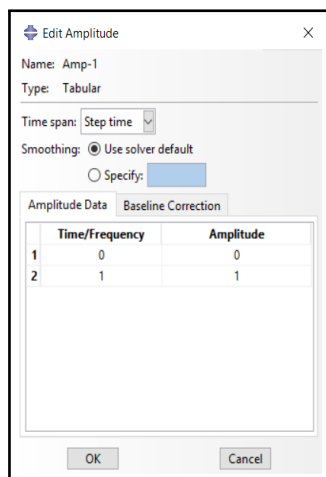 Edit Amplitude
Name: Amp-1
Type: Tabular
Time span: Step time
Smoothing: Use solver default
Specify:
Amplitude Data Baseline Correction
Time/Frequency Amplitude
1 0 0
2 1 1
OK Cancel